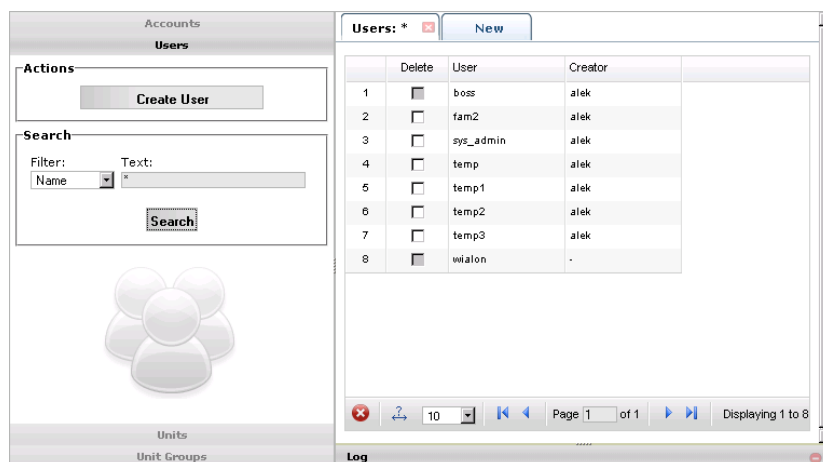 Accounts
Users
Actions
Create User
Search
Filter: Text:
Name *
Search
Units
Unit Groups
Users: * New
Delete User Creator
1 boss alek
2 fam2 alek
3 sys_admin alek
4 temp alek
5 temp1 alek
6 temp2 alek
7 temp3 alek
8 wialon -
? 10 Page 1 of 1 Displaying 1 to 8
Log